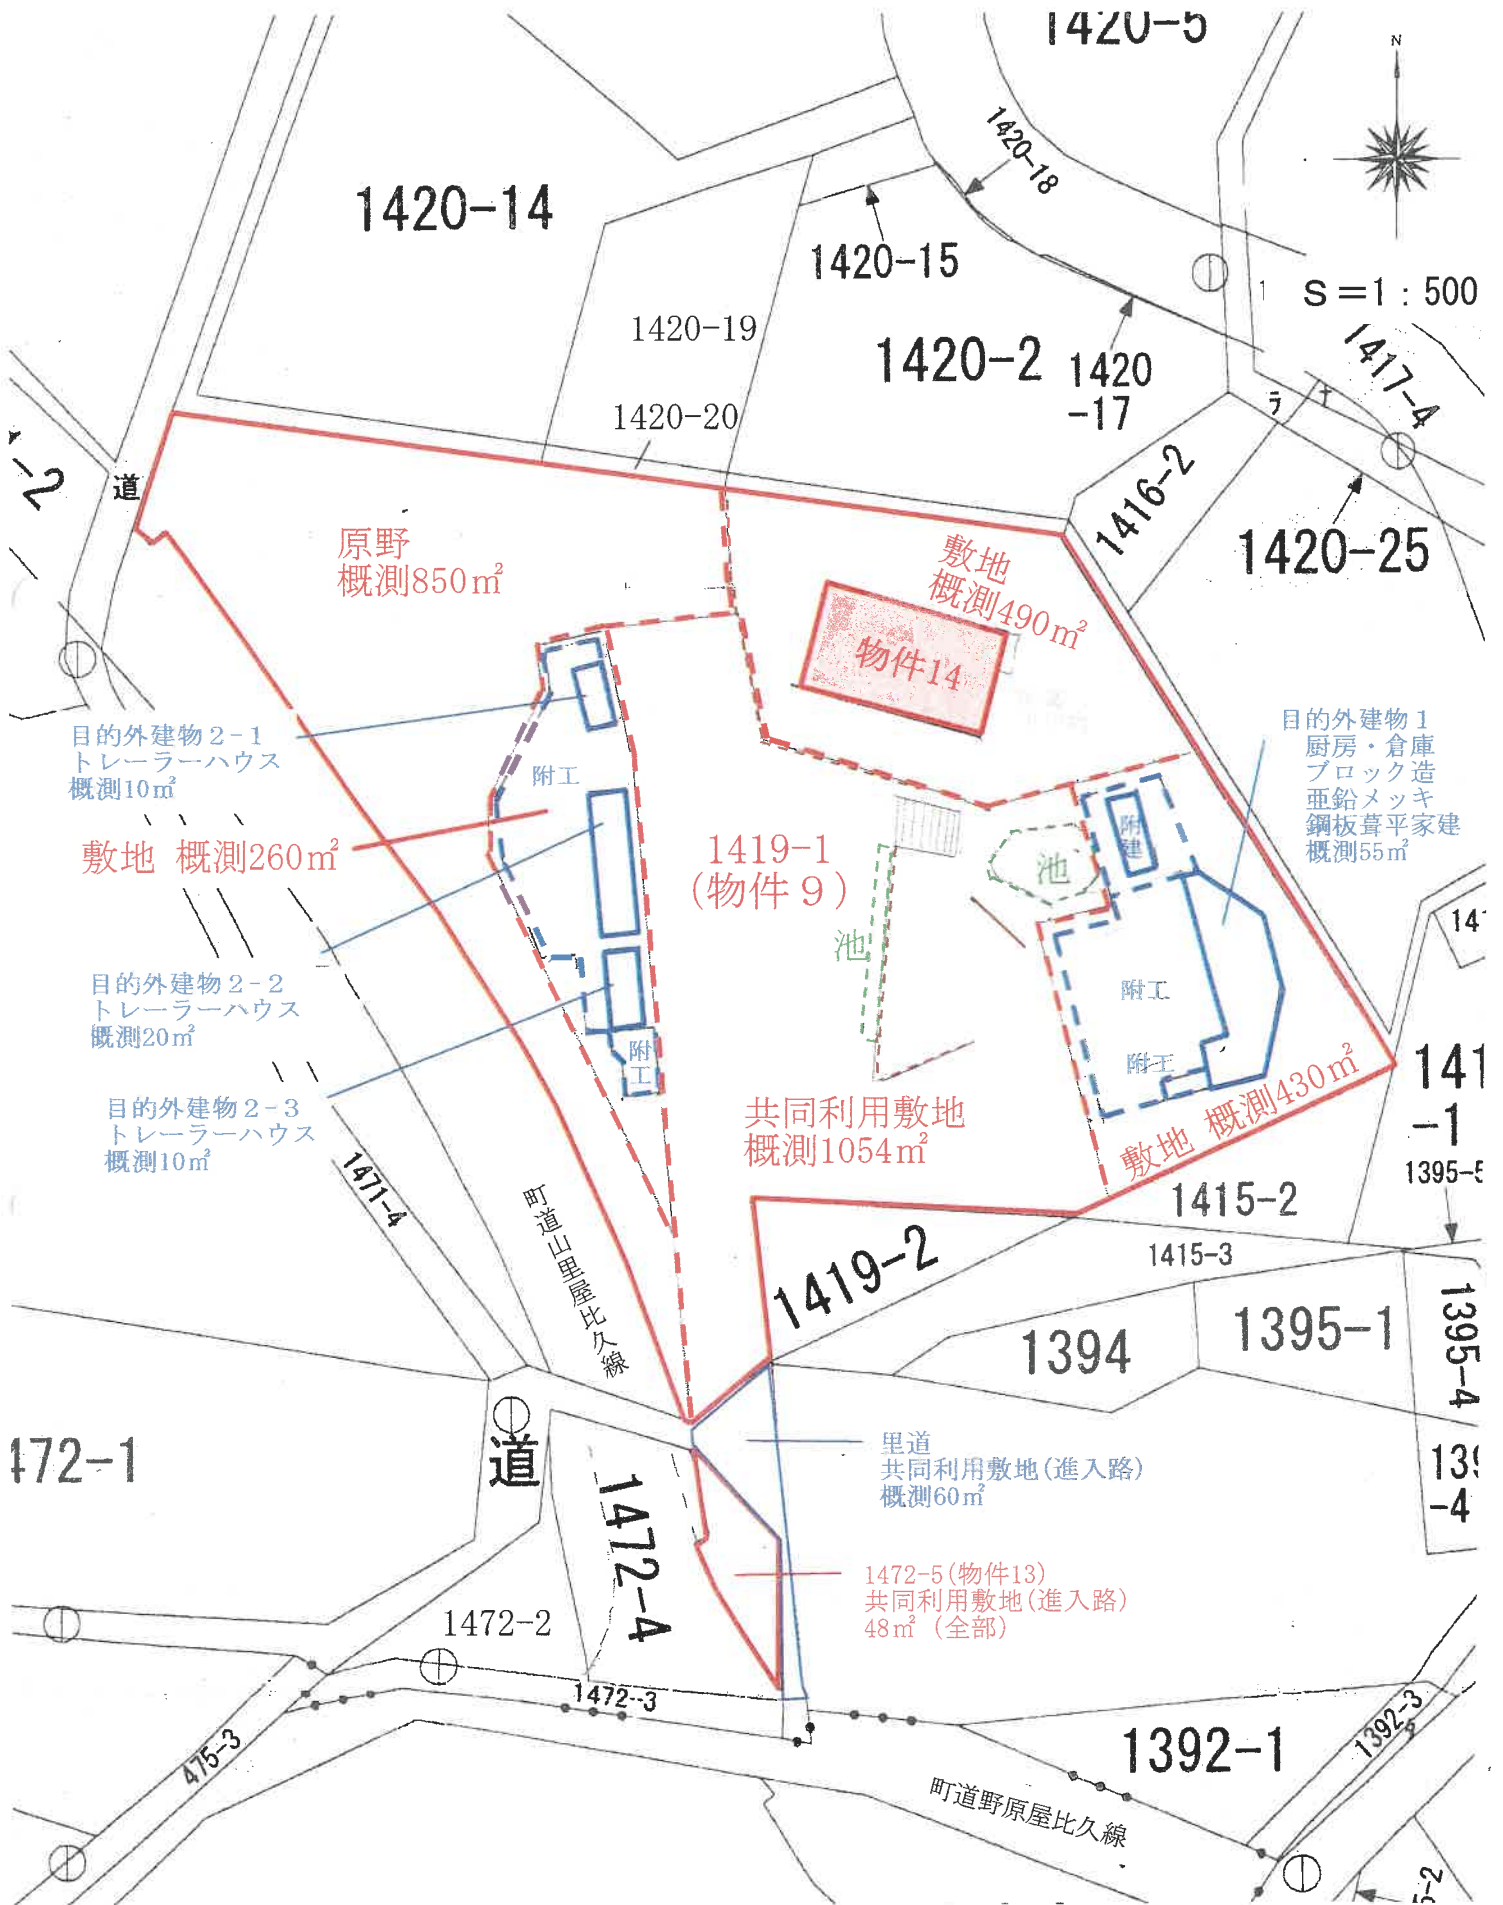 1420-5
N
1420-18
1420-14
1420-15
S=1:500
1420-19
1420-2
1420
-17
1417-4
ラ
ナ
1420-20
1416-2
-2
道
1420-25
原野
概測850㎡
敷地
概測490㎡
物件14
目的外建物2-1
トレーラーハウス
概測10㎡
附工
目的外建物1
厨房・倉庫
ブロック造
亜鉛メッキ
鋼板葺平家建
概測55㎡
敷地 概測260㎡
1419-1
(物件9)
附建
池
池
141
目的外建物2-2
トレーラーハウス
概測20㎡
附工
附工
附工
目的外建物2-3
トレーラーハウス
概測10㎡
共同利用敷地
概測1054㎡
敷地 概測430㎡
141
-1
1395-5
1471-4
町道山里屋比久線
1415-2
1415-3
1419-2
1394
1395-1
1395-4
472-1
道
里道
共同利用敷地(進入路)
概測60㎡
139
-4
1472-4
1472-5(物件13)
共同利用敷地(進入路)
48㎡(全部)
1472-2
1472-3
475-3
1392-1
1392-3
町道野原屋比久線
5-2